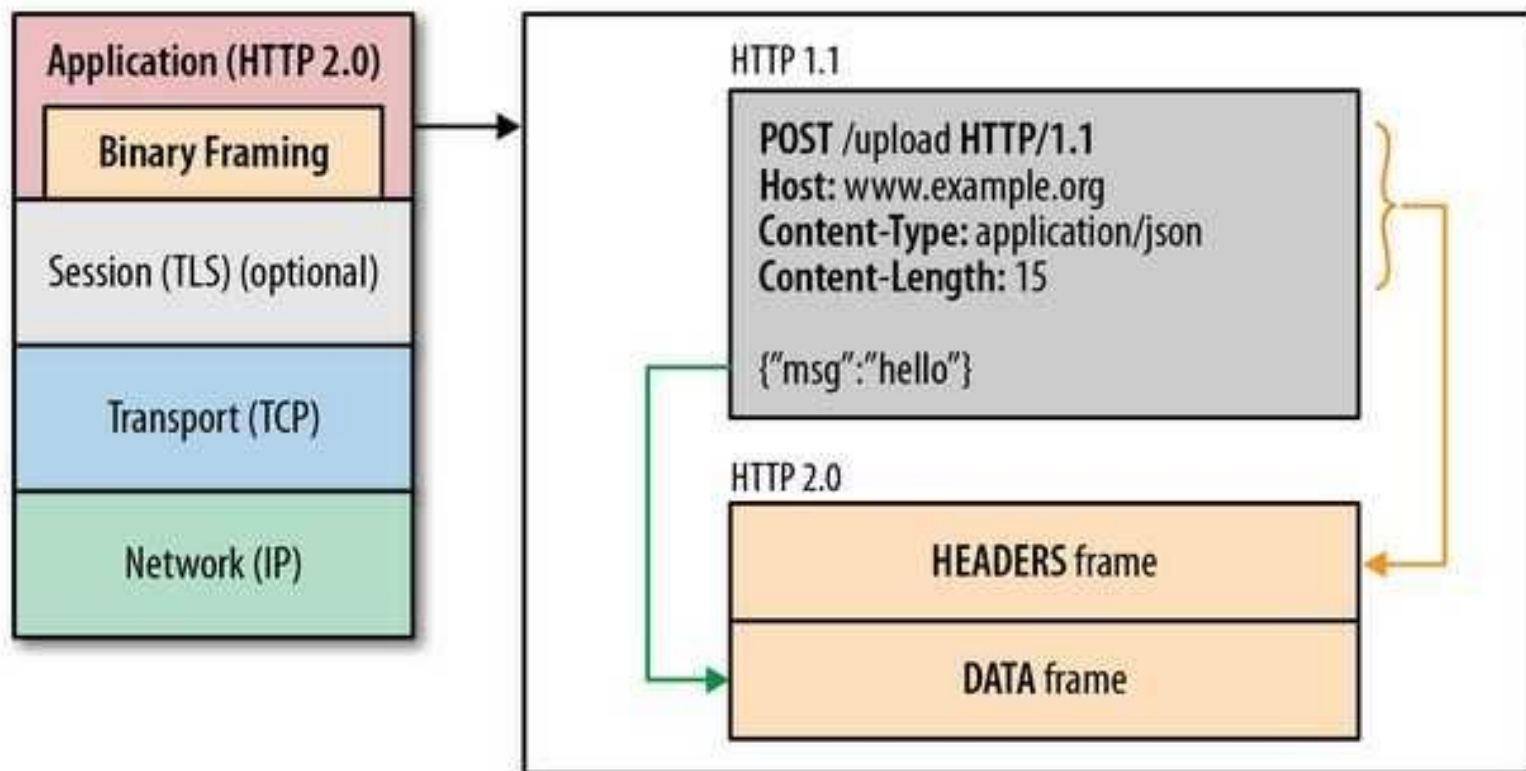 Application (HTTP 2.0)
Binary Framing
Session (TLS) (optional)
Transport (TCP)
Network (IP)
HTTP 1.1
POST /upload HTTP/1.1
Host: www.example.org
Content-Type: application/json
Content-Length: 15
{"msg":"hello"}
HTTP 2.0
HEADERS frame
DATA frame